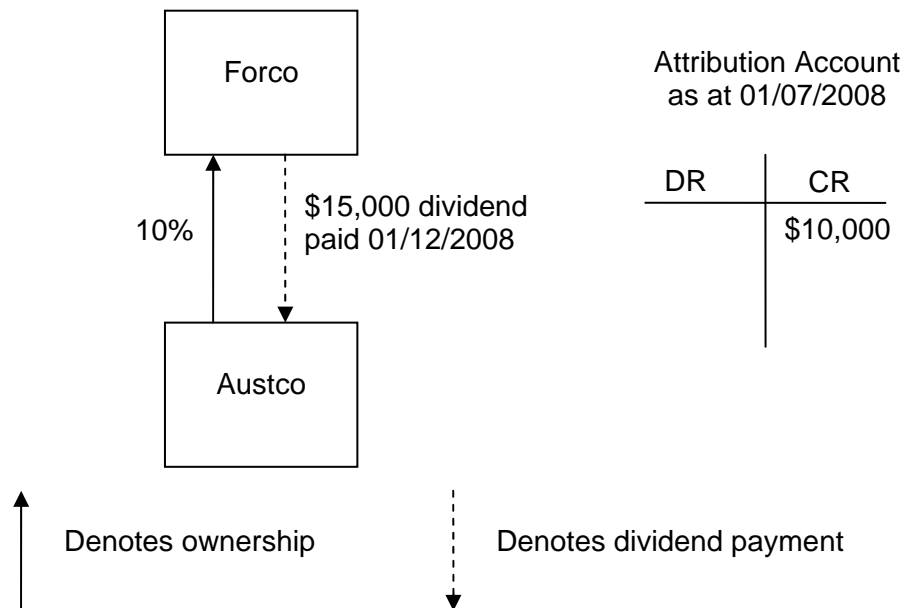 Forco
Attribution Account
as at 01/07/2008
DR
CR
$10,000
10%
$15,000 dividend
paid 01/12/2008
Austco
Denotes ownership
Denotes dividend payment